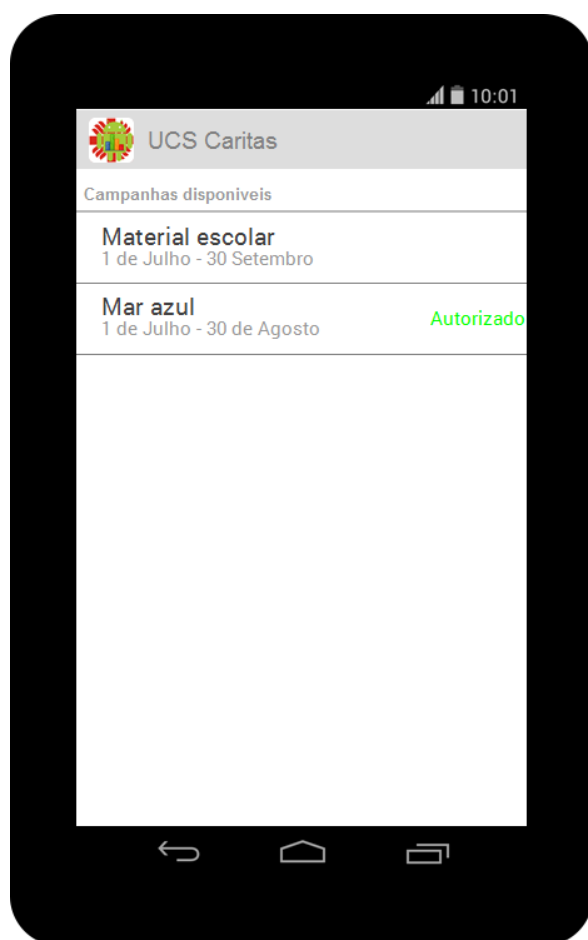 10:01
UCS Caritas
Campanhas disponiveis
Material escolar
1 de Julho - 30 Setembro
Mar azul
1 de Julho - 30 de Agosto
Autorizado